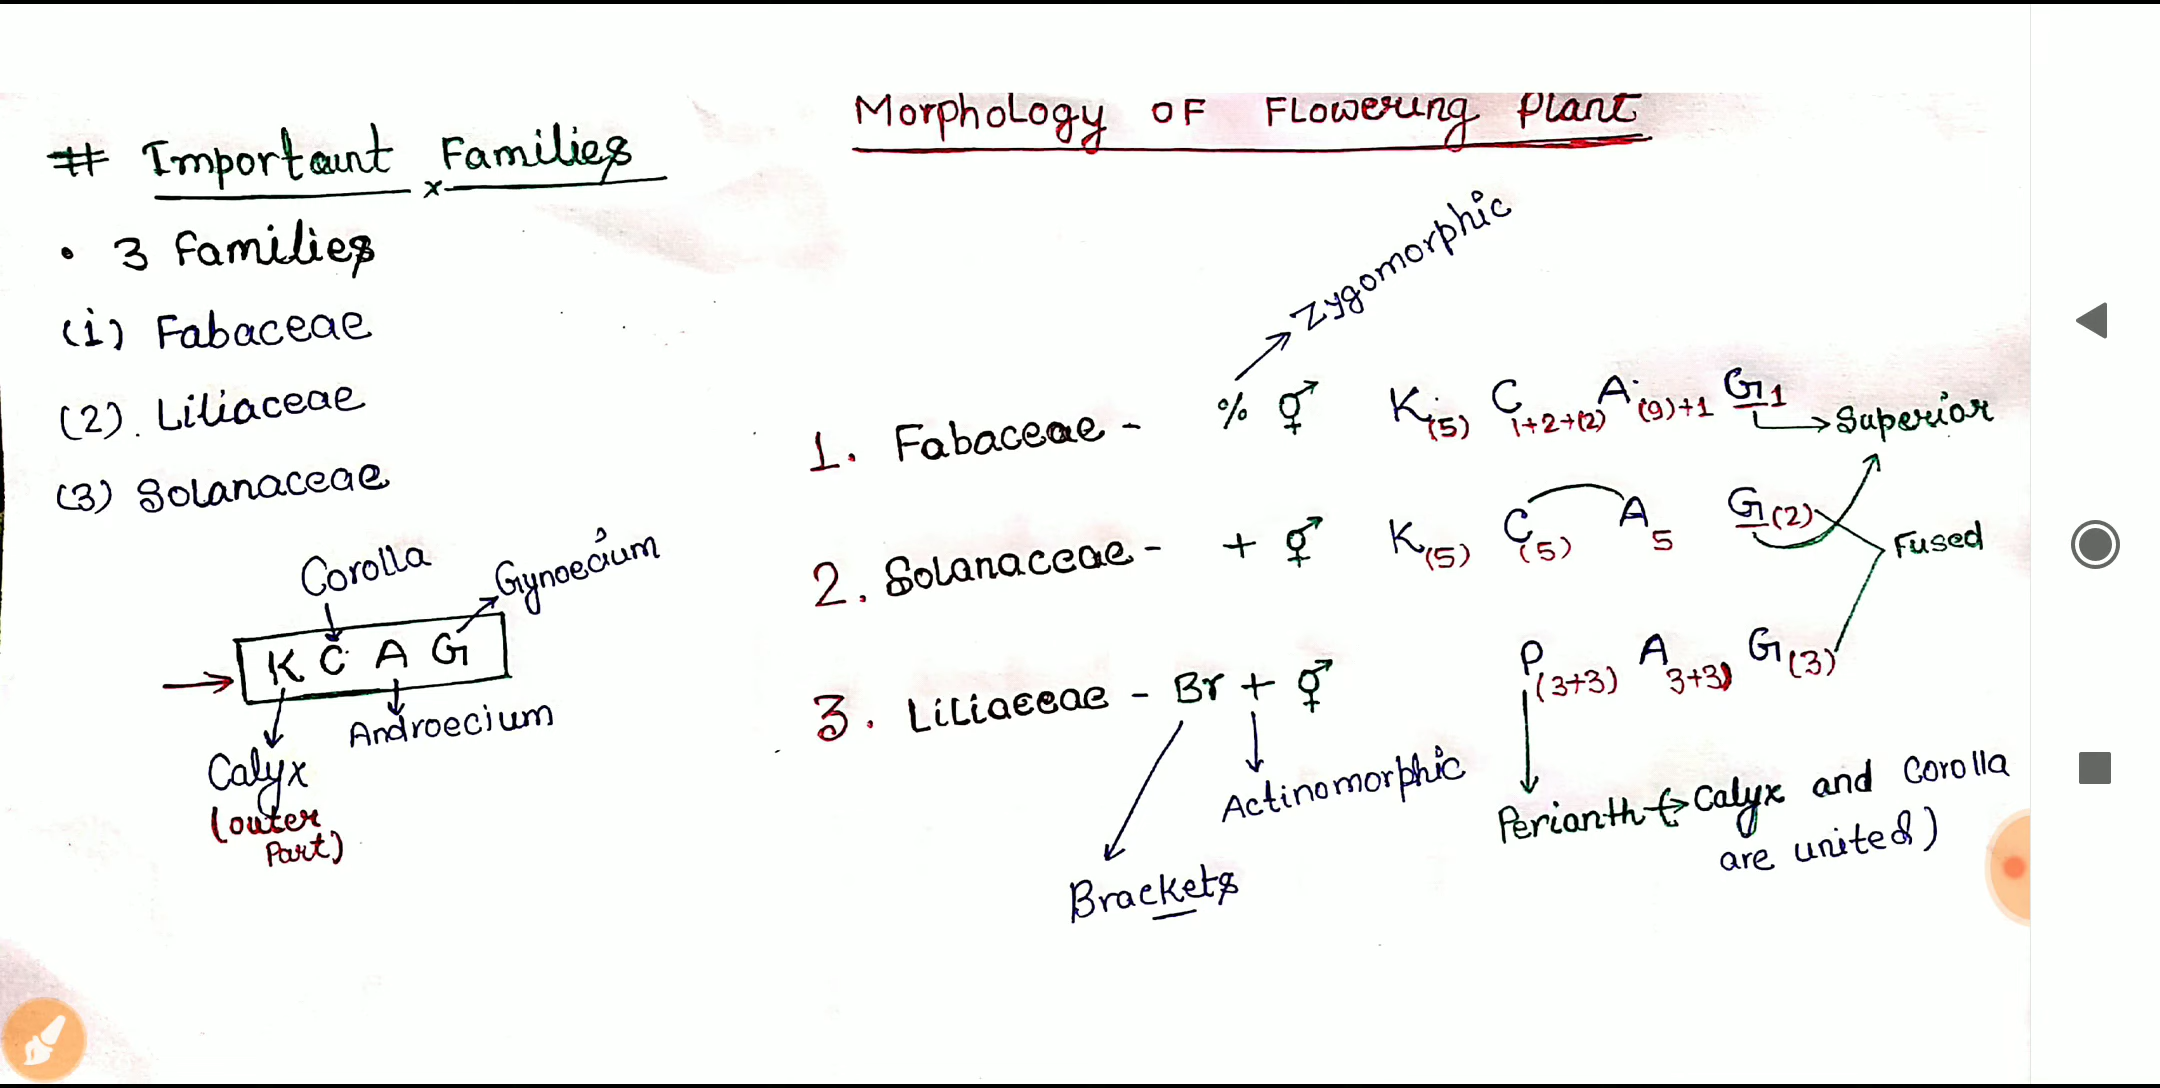 Morphology of Flowering Plant
# Important Families
• 3 families
(i) Fabaceae
(2). Liliaceae
(3) Solanaceae
Corolla
Gynoecium
K C A G
Androecium
Calyx
(outer
Part)
Zygomorphic
1. Fabaceae - % ⚥ K(5) C1+2+(2) A(9)+1 G1
Superior
2. Solanaceae - + ⚥ K(5) C(5) A5 G(2)
Fused
3. Liliaceae - Br + ⚥ P(3+3) A3+3) G(3)
Actinomorphic
Brackets
Perianth (→ Calyx and Corolla
are united)